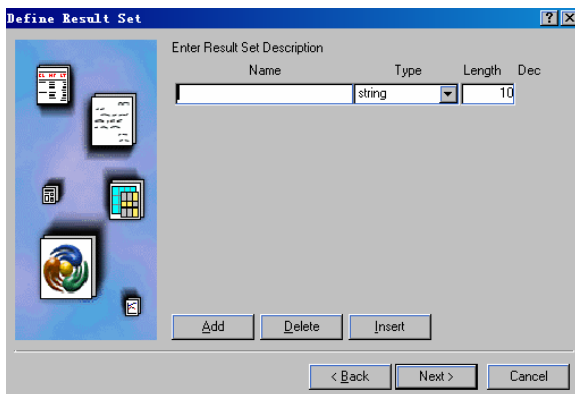 Define Result Set
Enter Result Set Description
Name Type Length Dec
string 10
Add Delete Insert
< Back Next > Cancel